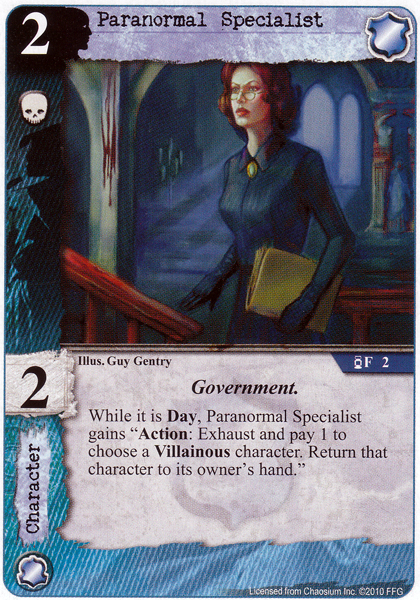 2
Paranormal Specialist
Illus. Guy Gentry
F 2
2
Government.
While it is Day, Paranormal Specialist
gains “Action: Exhaust and pay 1 to
choose a Villainous character. Return that
character to its owner's hand.”
Character
Licensed from Chaosium Inc. ©2010 FFG